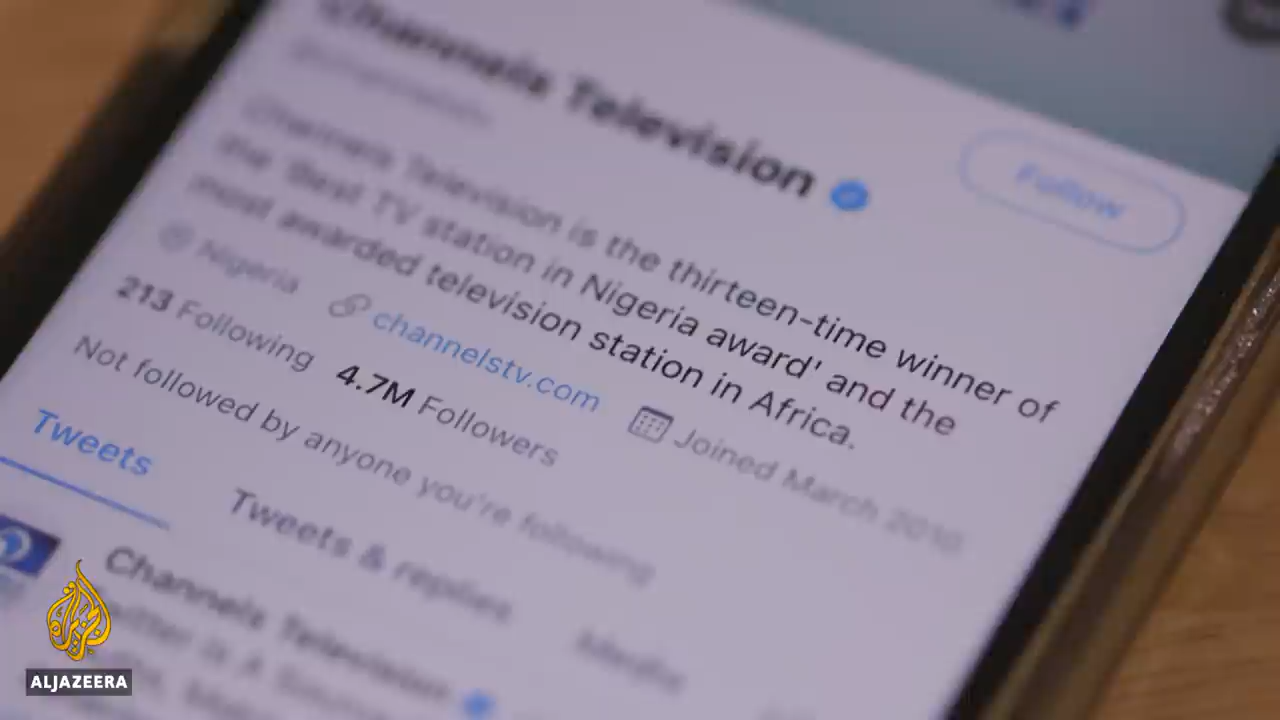 Channels Television
Follow
Channels Television is the thirteen-time winner of
the 'Best TV station in Nigeria award' and the
most awarded television station in Africa.
Nigeria channelstv.com Joined March 2010
213 Following 4.7M Followers
Not followed by anyone you're following
Tweets Tweets & replies Media
Channels Television
ALJAZEERA